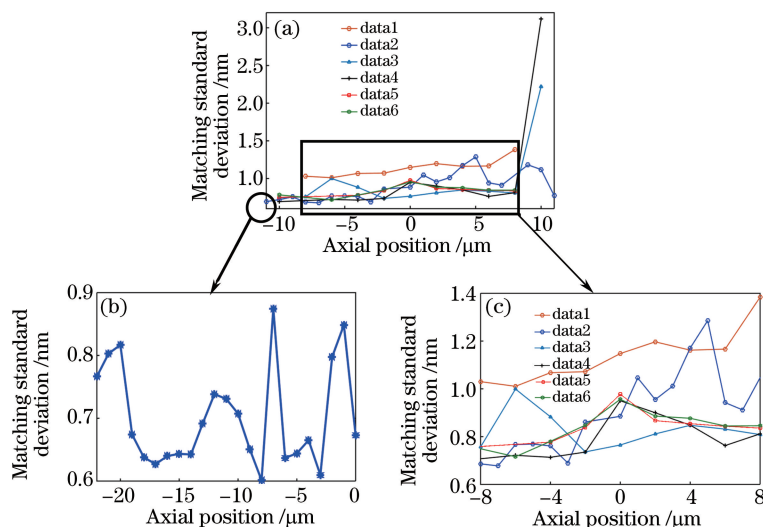 (a)
data1
data2
data3
data4
data5
data6
3.0
2.5
2.0
1.5
1.0
Matching standard
deviation /nm
−10
−5
0
5
10
Axial position /μm
(b)
0.9
0.8
0.7
0.6
Matching standard
deviation /nm
−20
−15
−10
−5
0
Axial position /μm
(c)
data1
data2
data3
data4
data5
data6
1.4
1.2
1.0
0.8
0.6
Matching standard
deviation /nm
−8
−4
0
4
8
Axial position /μm